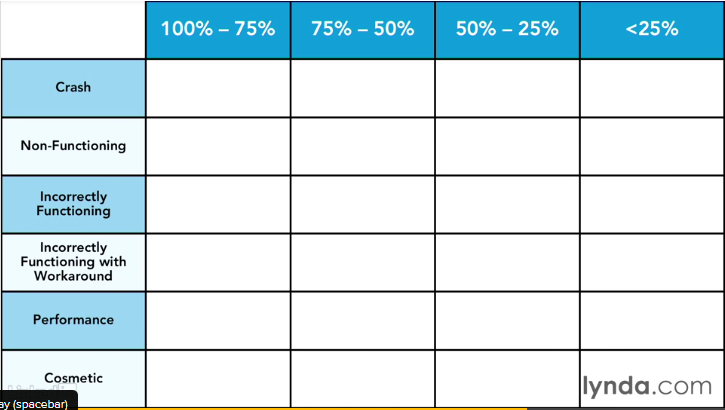 100% – 75%
75% – 50%
50% – 25%
<25%
Crash
Non-Functioning
Incorrectly
Functioning
Incorrectly
Functioning with
Workaround
Performance
Cosmetic
lynda.com
ay (spacebar)